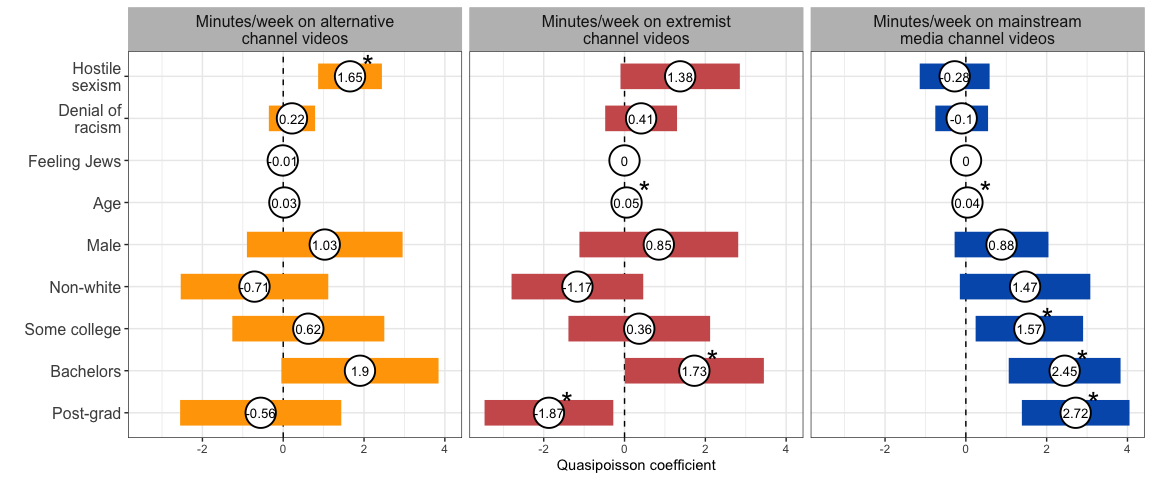 Minutes/week on alternative
channel videos
Minutes/week on extremist
channel videos
Minutes/week on mainstream
media channel videos
Hostile
sexism
1.65 *
1.38
-0.28
Denial of
racism
0.22
0.41
-0.1
Feeling Jews
-0.01
0
0
Age
0.03
0.05 *
0.04 *
Male
1.03
0.85
0.88
Non-white
-0.71
-1.17
1.47
Some college
0.62
0.36
1.57 *
Bachelors
1.9
1.73 *
2.45 *
Post-grad
-0.56
-1.87 *
2.72 *
-2 0 2 4
-2 0 2 4
-2 0 2 4
Quasipoisson coefficient